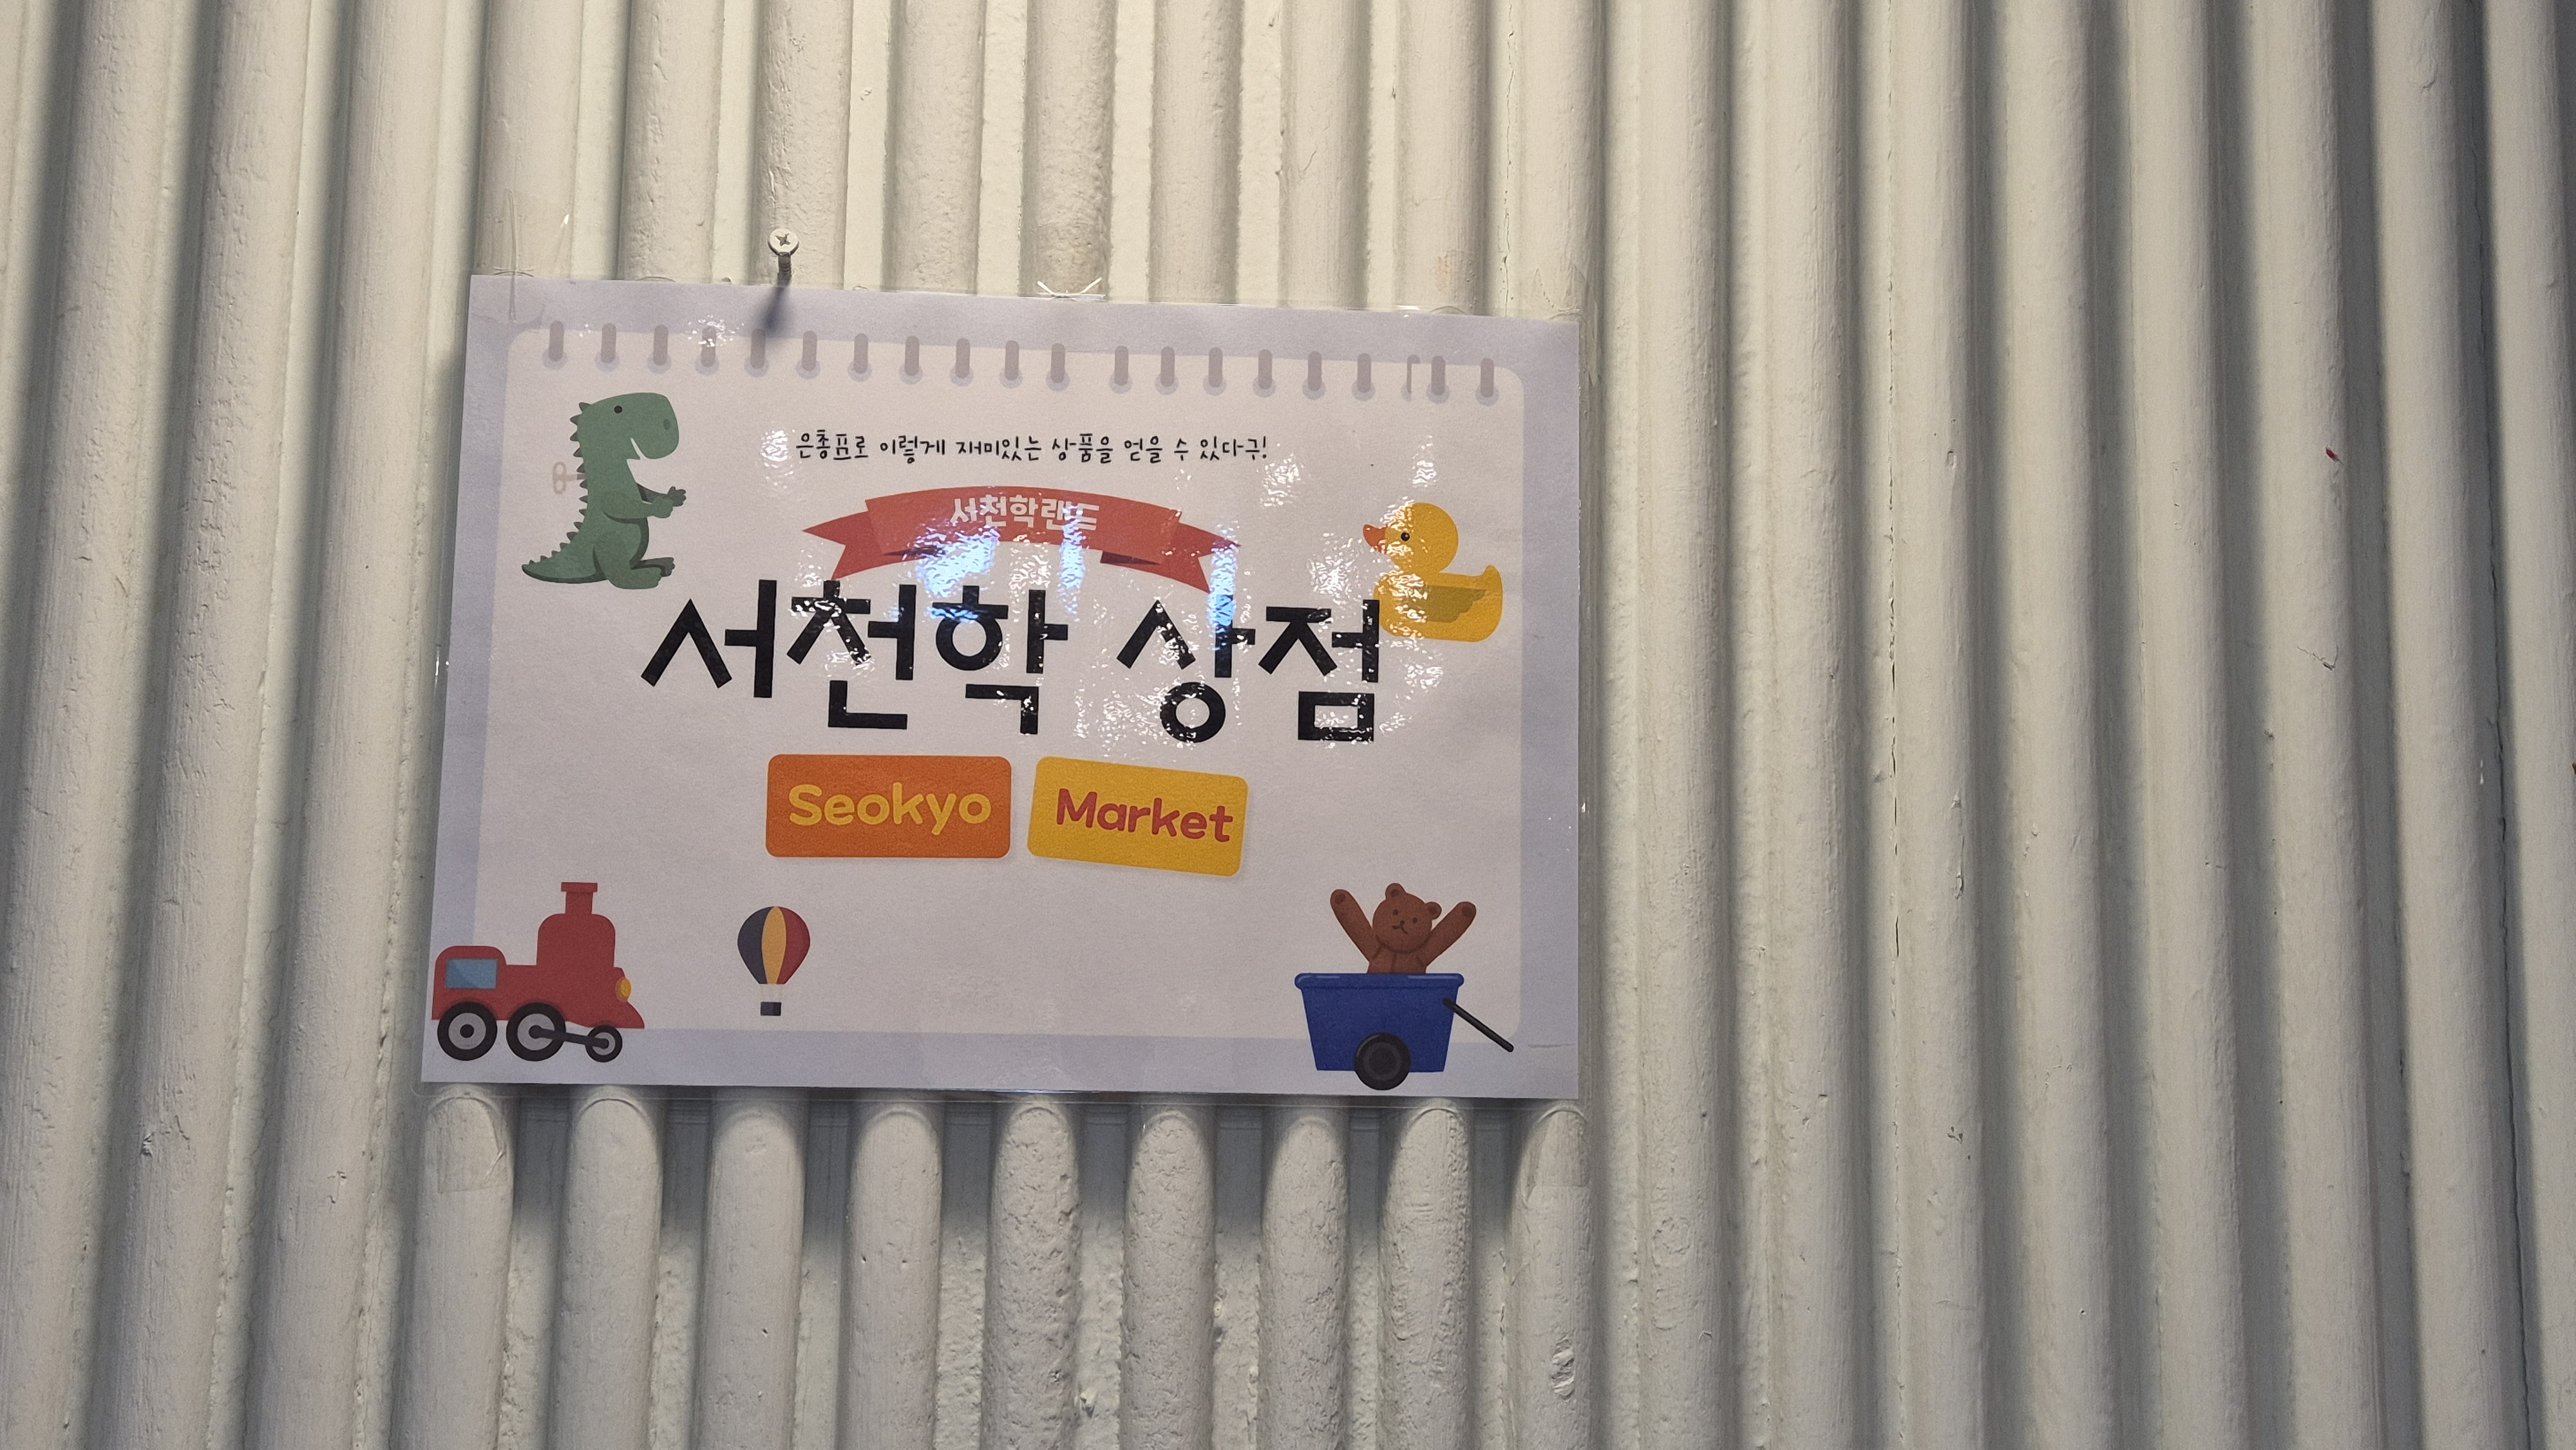 은총표로 이렇게 재미있는 상품을 얻을 수 있다구!
서천학랜드
서천학 상점
Seokyo Market